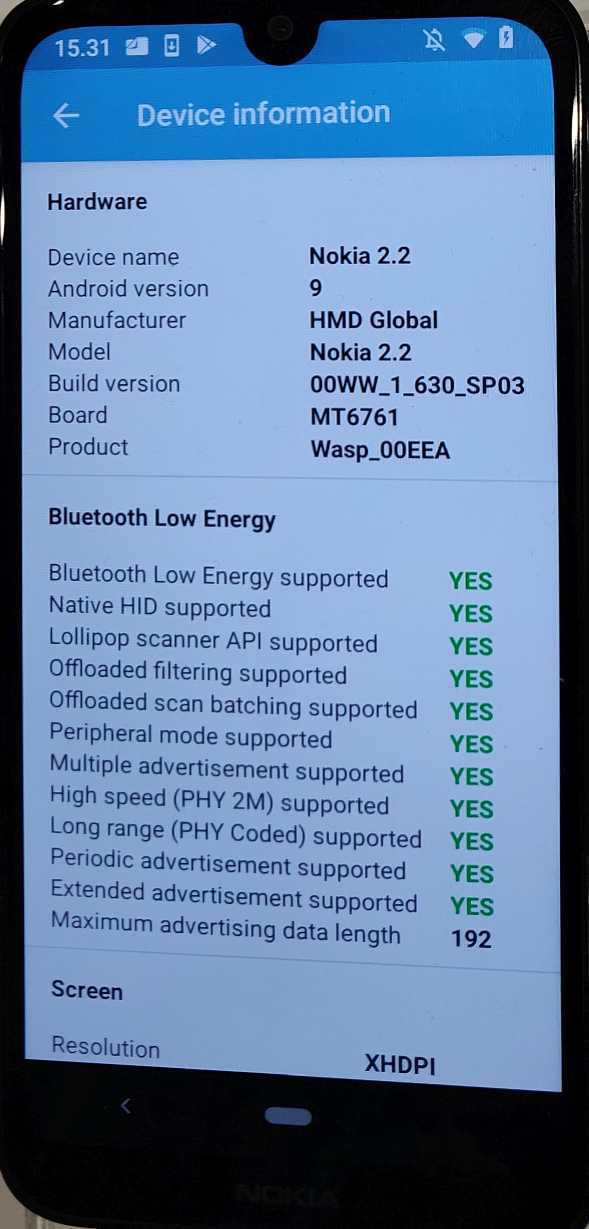 15.31
Device information
Hardware
Device name Nokia 2.2
Android version 9
Manufacturer HMD Global
Model Nokia 2.2
Build version 00WW_1_630_SP03
Board MT6761
Product Wasp_00EEA
Bluetooth Low Energy
Bluetooth Low Energy supported YES
Native HID supported YES
Lollipop scanner API supported YES
Offloaded filtering supported YES
Offloaded scan batching supported YES
Peripheral mode supported YES
Multiple advertisement supported YES
High speed (PHY 2M) supported YES
Long range (PHY Coded) supported YES
Periodic advertisement supported YES
Extended advertisement supported YES
Maximum advertising data length 192
Screen
Resolution XHDPI
NOKIA